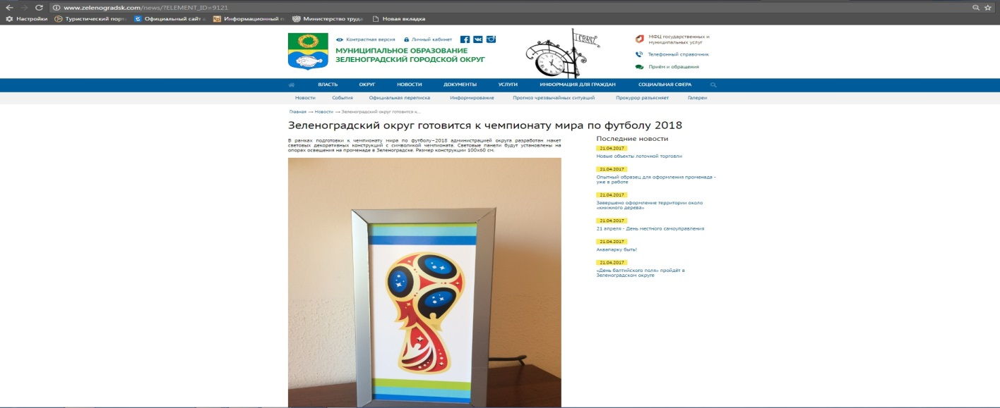 www.zelenogradsk.com/news/?ELEMENT_ID=9121
Настройки
Туристический порта
Официальный сайт а
Информационный п
Министерство труда
Новая вкладка
Контрастная версия
Личный кабинет
МУНИЦИПАЛЬНОЕ ОБРАЗОВАНИЕ
ЗЕЛЕНОГРАДСКИЙ ГОРОДСКОЙ ОКРУГ
CRANZ
МФЦ государственных и
муниципальных услуг
Телефонный справочник
Приём и обращения
ВЛАСТЬ ОКРУГ НОВОСТИ ДОКУМЕНТЫ УСЛУГИ ИНФОРМАЦИЯ ДЛЯ ГРАЖДАН СОЦИАЛЬНАЯ СФЕРА
Новости События Официальная переписка Информирование Прогноз чрезвычайных ситуаций Прокурор разъясняет Галереи
Главная → Новости → Зеленоградский округ готовится к...
Зеленоградский округ готовится к чемпионату мира по футболу 2018
В рамках подготовки к чемпионату мира по футболу–2018 администрацией округа разработан макет
световых декоративных конструкций с символикой чемпионата. Световые панели будут установлены на
опорах освещения на променаде в Зеленоградске. Размер конструкции 100х60 см.
Последние новости
21.04.2017
Новые объекты лоточной торговли
21.04.2017
Опытный образец для оформления променада -
уже в работе
21.04.2017
Завершено оформление территории около
«книжного дерева»
21.04.2017
21 апреля - День местного самоуправления
21.04.2017
Аквапарку быть!
21.04.2017
«День балтийского поля» пройдёт в
Зеленоградском округе